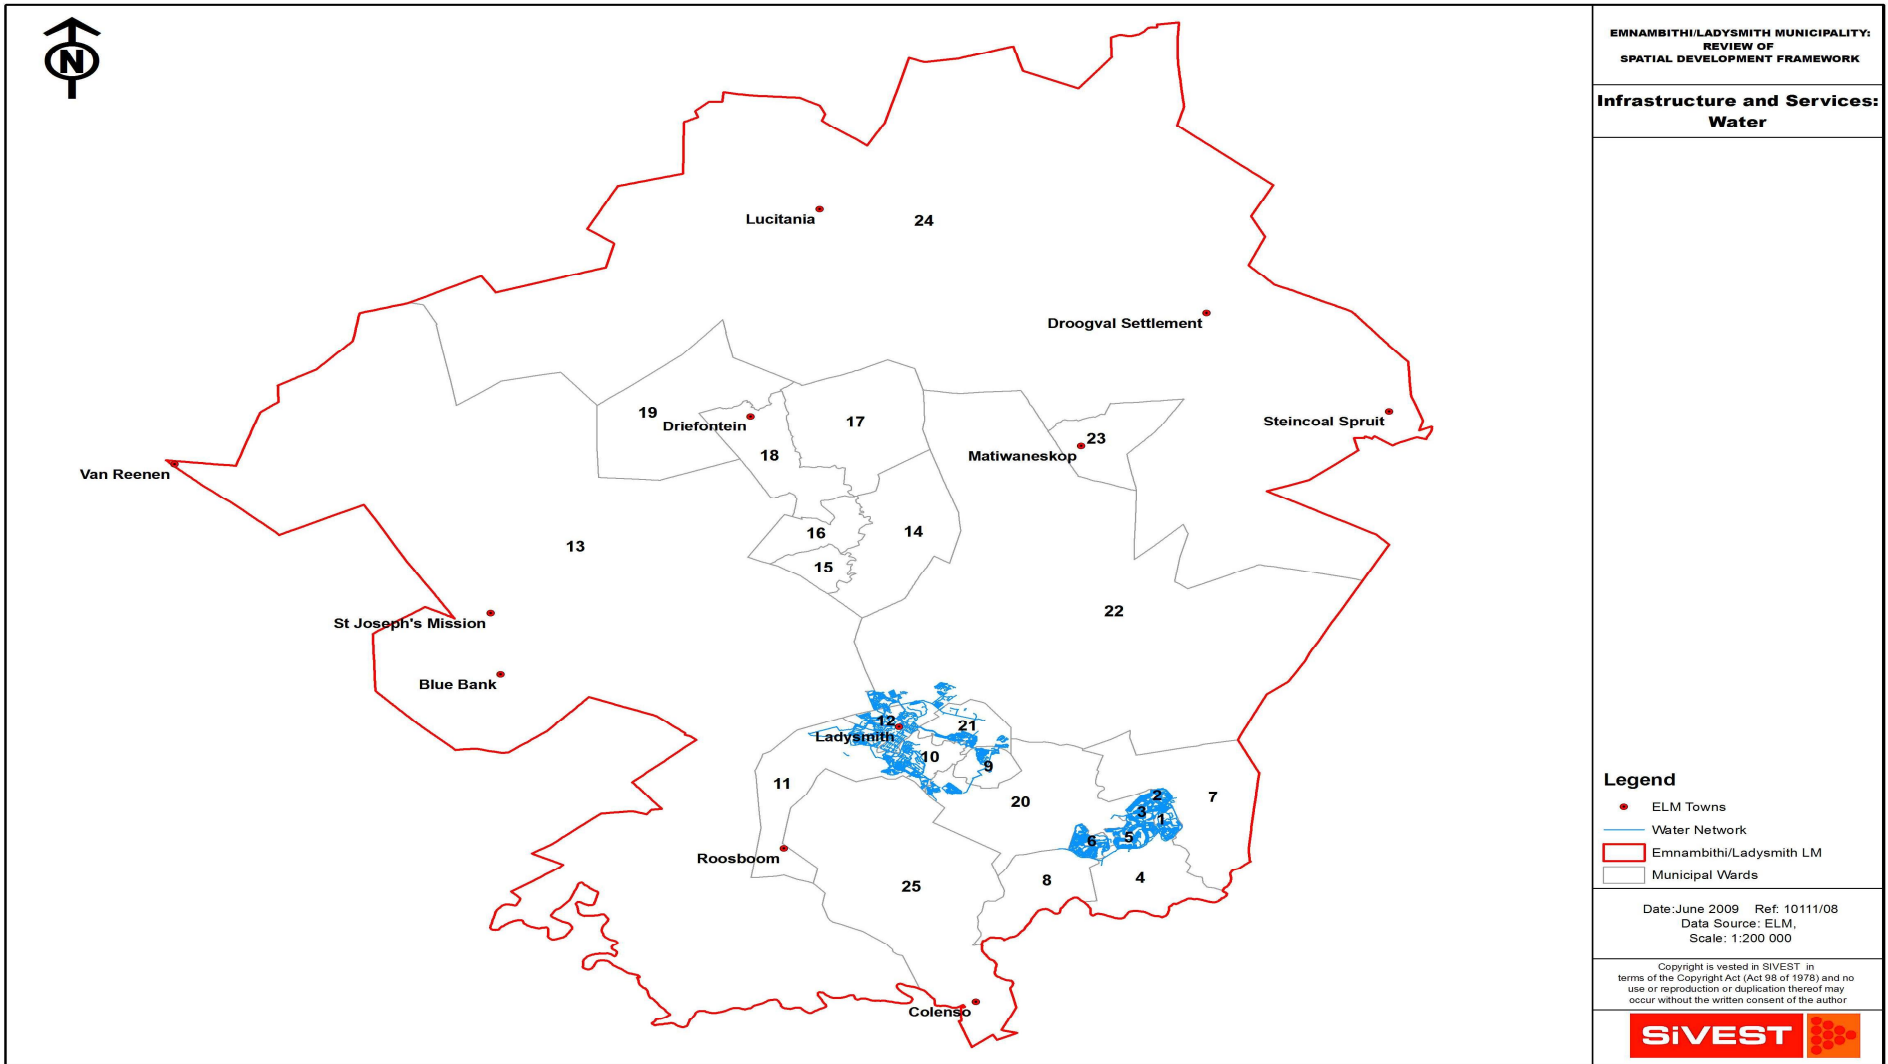 N
EMNAMBITHI/LADYSMITH MUNICIPALITY:
REVIEW OF
SPATIAL DEVELOPMENT FRAMEWORK
Infrastructure and Services:
Water
Lucitania
24
Droogval Settlement
19
Driefontein
17
Steincoal Spruit
23
Matiwaneskop
18
Van Reenen
16
14
13
15
22
St Joseph's Mission
Blue Bank
12
21
Ladysmith
10
9
11
20
2
7
3
1
5
6
Roosboom
25
8
4
Colenso
Legend
ELM Towns
Water Network
Emnambithi/Ladysmith LM
Municipal Wards
Date:June 2009 Ref: 10111/08
Data Source: ELM,
Scale: 1:200 000
Copyright is vested in SIVEST in
terms of the Copyright Act (Act 98 of 1978) and no
use or reproduction or duplication thereof may
occur without the written consent of the author
SiVEST